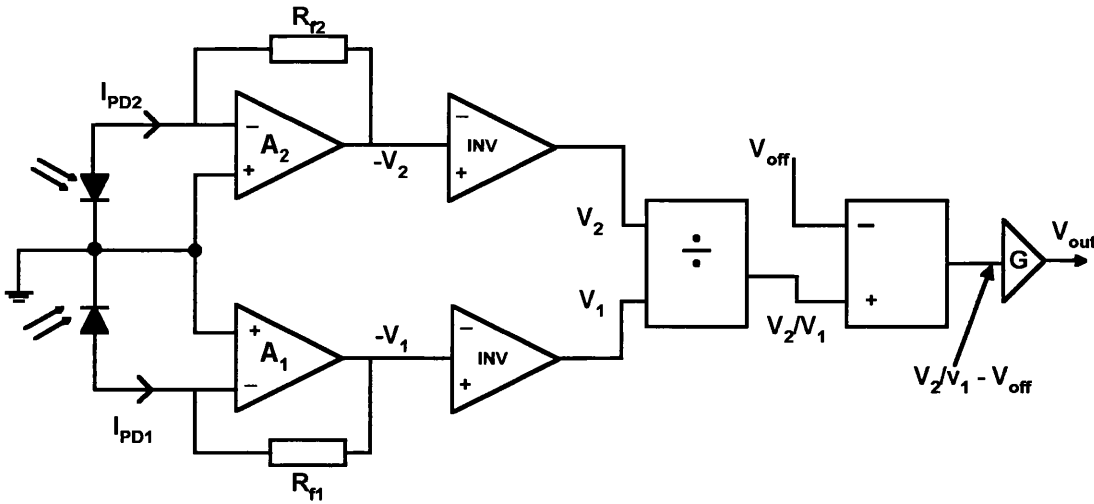 R_f2
I_PD2
−
A_2
+
-V_2
−
INV
+
V_off
V_2
÷
−
V_out
G
V_1
+
V_2/V_1
+
A_1
−
-V_1
−
INV
+
V_2/v_1 - V_off
I_PD1
R_f1